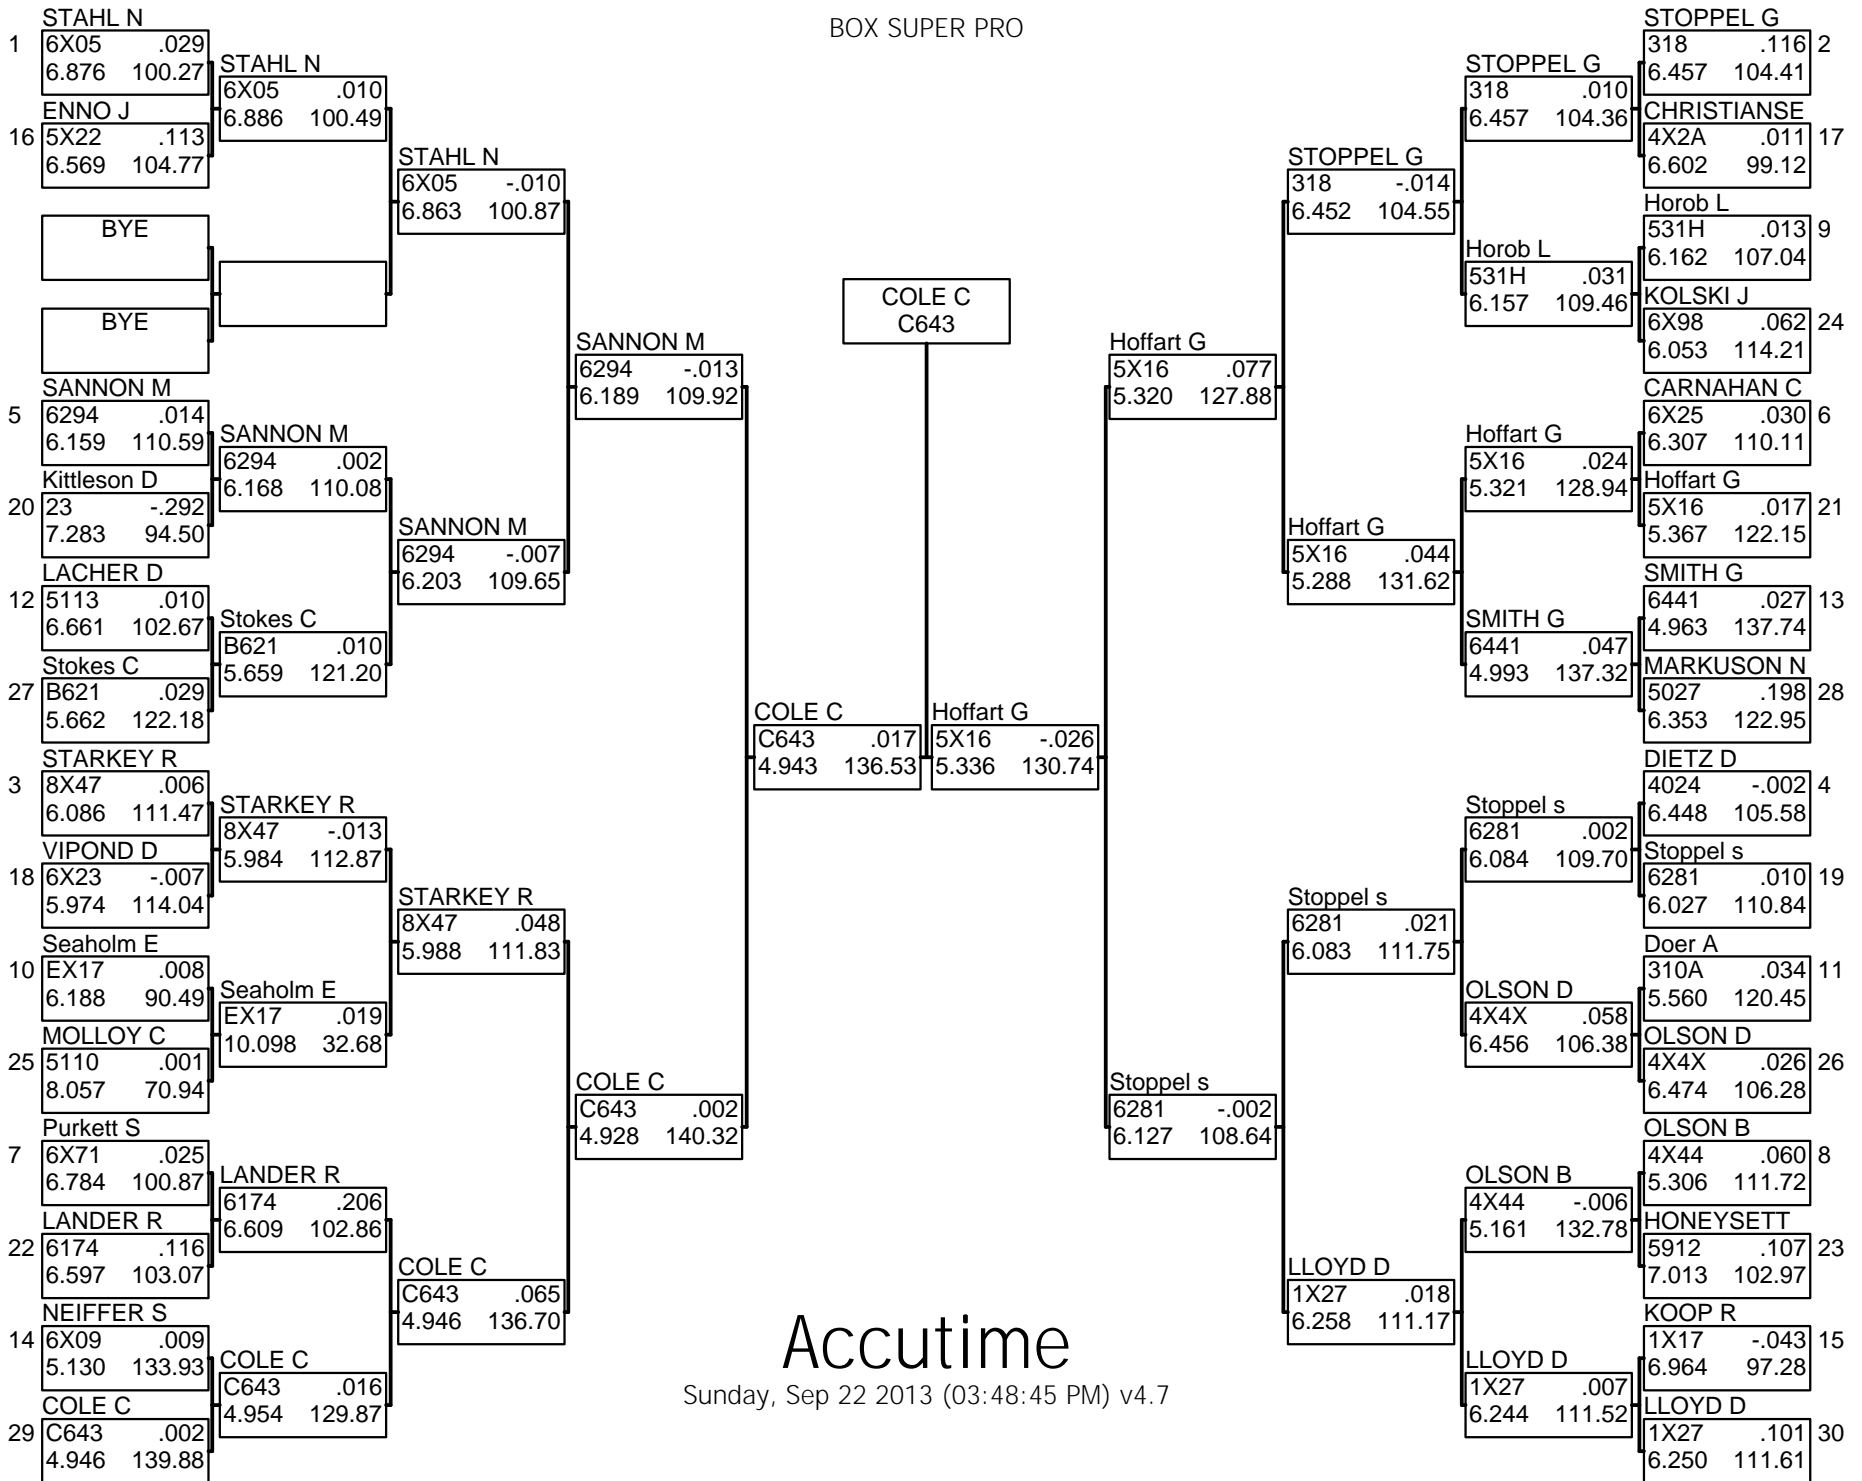 BOX SUPER PRO
STAHL N
1 6X05 .029
6.876 100.27
ENNO J
16 5X22 .113
6.569 104.77
BYE
BYE
SANNON M
5 6294 .014
6.159 110.59
Kittleson D
20 23 -.292
7.283 94.50
LACHER D
12 5113 .010
6.661 102.67
Stokes C
27 B621 .029
5.662 122.18
STARKEY R
3 8X47 .006
6.086 111.47
VIPOND D
18 6X23 -.007
5.974 114.04
Seaholm E
10 EX17 .008
6.188 90.49
MOLLOY C
25 5110 .001
8.057 70.94
Purkett S
7 6X71 .025
6.784 100.87
LANDER R
22 6174 .116
6.597 103.07
NEIFFER S
14 6X09 .009
5.130 133.93
COLE C
29 C643 .002
4.946 139.88
STAHL N
6X05 .010
6.886 100.49
SANNON M
6294 .002
6.168 110.08
Stokes C
B621 .010
5.659 121.20
STARKEY R
8X47 -.013
5.984 112.87
Seaholm E
EX17 .019
10.098 32.68
LANDER R
6174 .206
6.609 102.86
COLE C
C643 .016
4.954 129.87
STAHL N
6X05 -.010
6.863 100.87
SANNON M
6294 -.007
6.203 109.65
STARKEY R
8X47 .048
5.988 111.83
COLE C
C643 .065
4.946 136.70
SANNON M
6294 -.013
6.189 109.92
COLE C
C643 .002
4.928 140.32
COLE C
C643 .017
4.943 136.53
COLE C
C643
Hoffart G
5X16 -.026
5.336 130.74
Hoffart G
5X16 .077
5.320 127.88
Stoppel s
6281 -.002
6.127 108.64
STOPPEL G
318 -.014
6.452 104.55
Hoffart G
5X16 .044
5.288 131.62
Stoppel s
6281 .021
6.083 111.75
LLOYD D
1X27 .018
6.258 111.17
STOPPEL G
318 .010
6.457 104.36
Horob L
531H .031
6.157 109.46
Hoffart G
5X16 .024
5.321 128.94
SMITH G
6441 .047
4.993 137.32
Stoppel s
6281 .002
6.084 109.70
OLSON D
4X4X .058
6.456 106.38
OLSON B
4X44 -.006
5.161 132.78
LLOYD D
1X27 .007
6.244 111.52
STOPPEL G
318 .116 2
6.457 104.41
CHRISTIANSE
4X2A .011 17
6.602 99.12
Horob L
531H .013 9
6.162 107.04
KOLSKI J
6X98 .062 24
6.053 114.21
CARNAHAN C
6X25 .030 6
6.307 110.11
Hoffart G
5X16 .017 21
5.367 122.15
SMITH G
6441 .027 13
4.963 137.74
MARKUSON N
5027 .198 28
6.353 122.95
DIETZ D
4024 -.002 4
6.448 105.58
Stoppel s
6281 .010 19
6.027 110.84
Doer A
310A .034 11
5.560 120.45
OLSON D
4X4X .026 26
6.474 106.28
OLSON B
4X44 .060 8
5.306 111.72
HONEYSETT
5912 .107 23
7.013 102.97
KOOP R
1X17 -.043 15
6.964 97.28
LLOYD D
1X27 .101 30
6.250 111.61
Accutime
Sunday, Sep 22 2013 (03:48:45 PM) v4.7